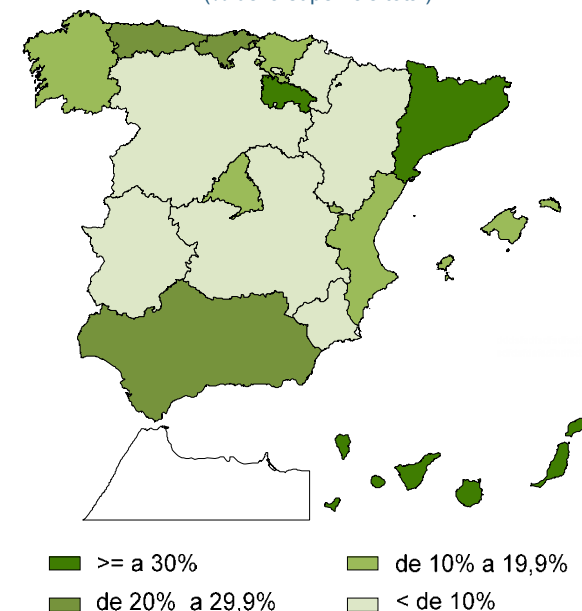 >= a 30%
de 10% a 19,9%
de 20% a 29,9%
< de 10%